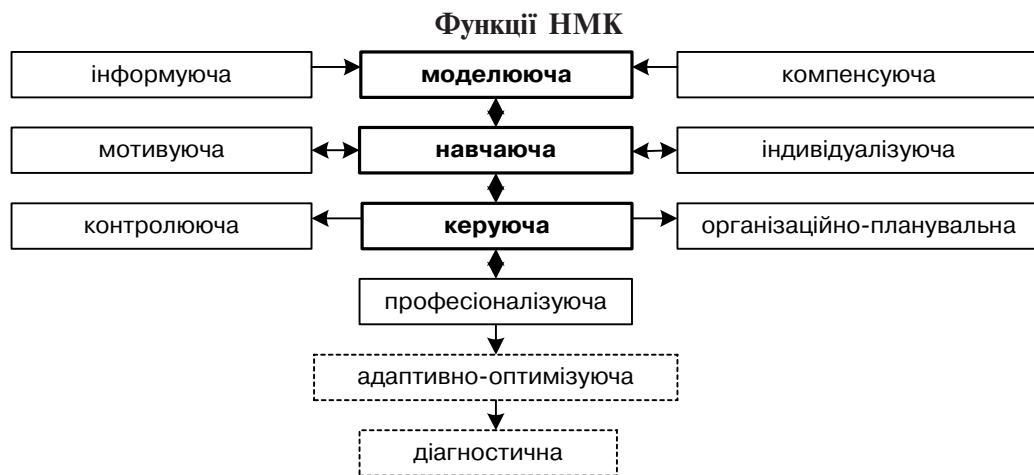 Функції НМК
інформуюча
моделююча
компенсуюча
мотивуюча
навчаюча
індивідуалізуюча
контролююча
керуюча
організаційно-планувальна
професіоналізуюча
адаптивно-оптимізуюча
діагностична